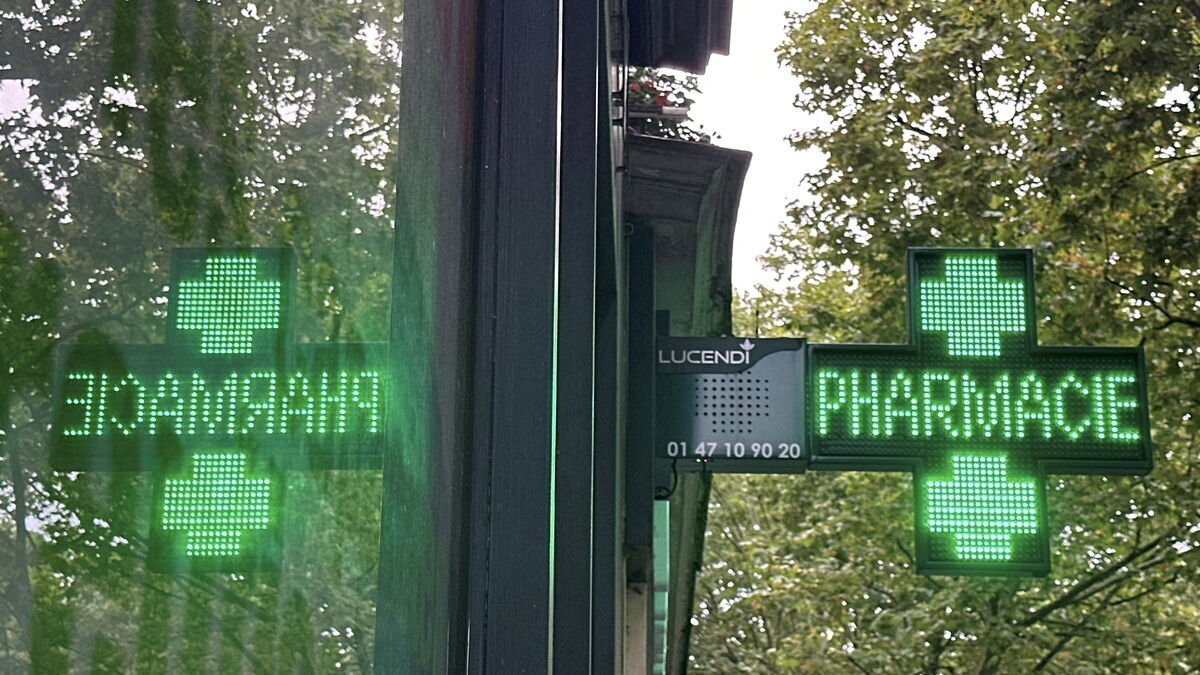 LUCENDI
PHARMACIE
01 47 10 90 20
PHARMACIE